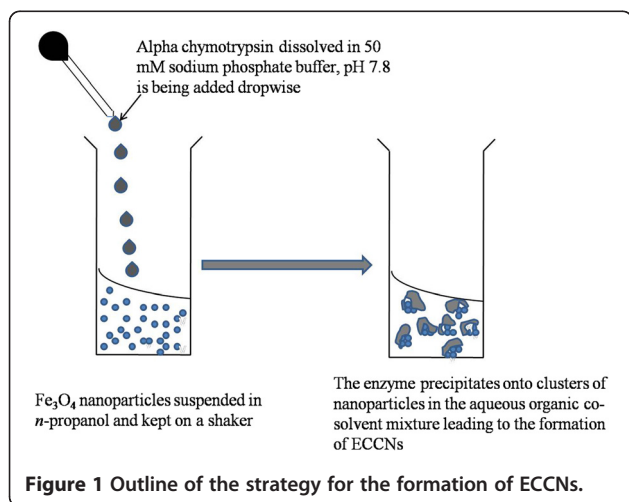 Alpha chymotrypsin dissolved in 50
mM sodium phosphate buffer, pH 7.8
is being added dropwise
Fe₃O₄ nanoparticles suspended in
n-propanol and kept on a shaker
The enzyme precipitates onto clusters of
nanoparticles in the aqueous organic co-
solvent mixture leading to the formation
of ECCNs
Figure 1 Outline of the strategy for the formation of ECCNs.